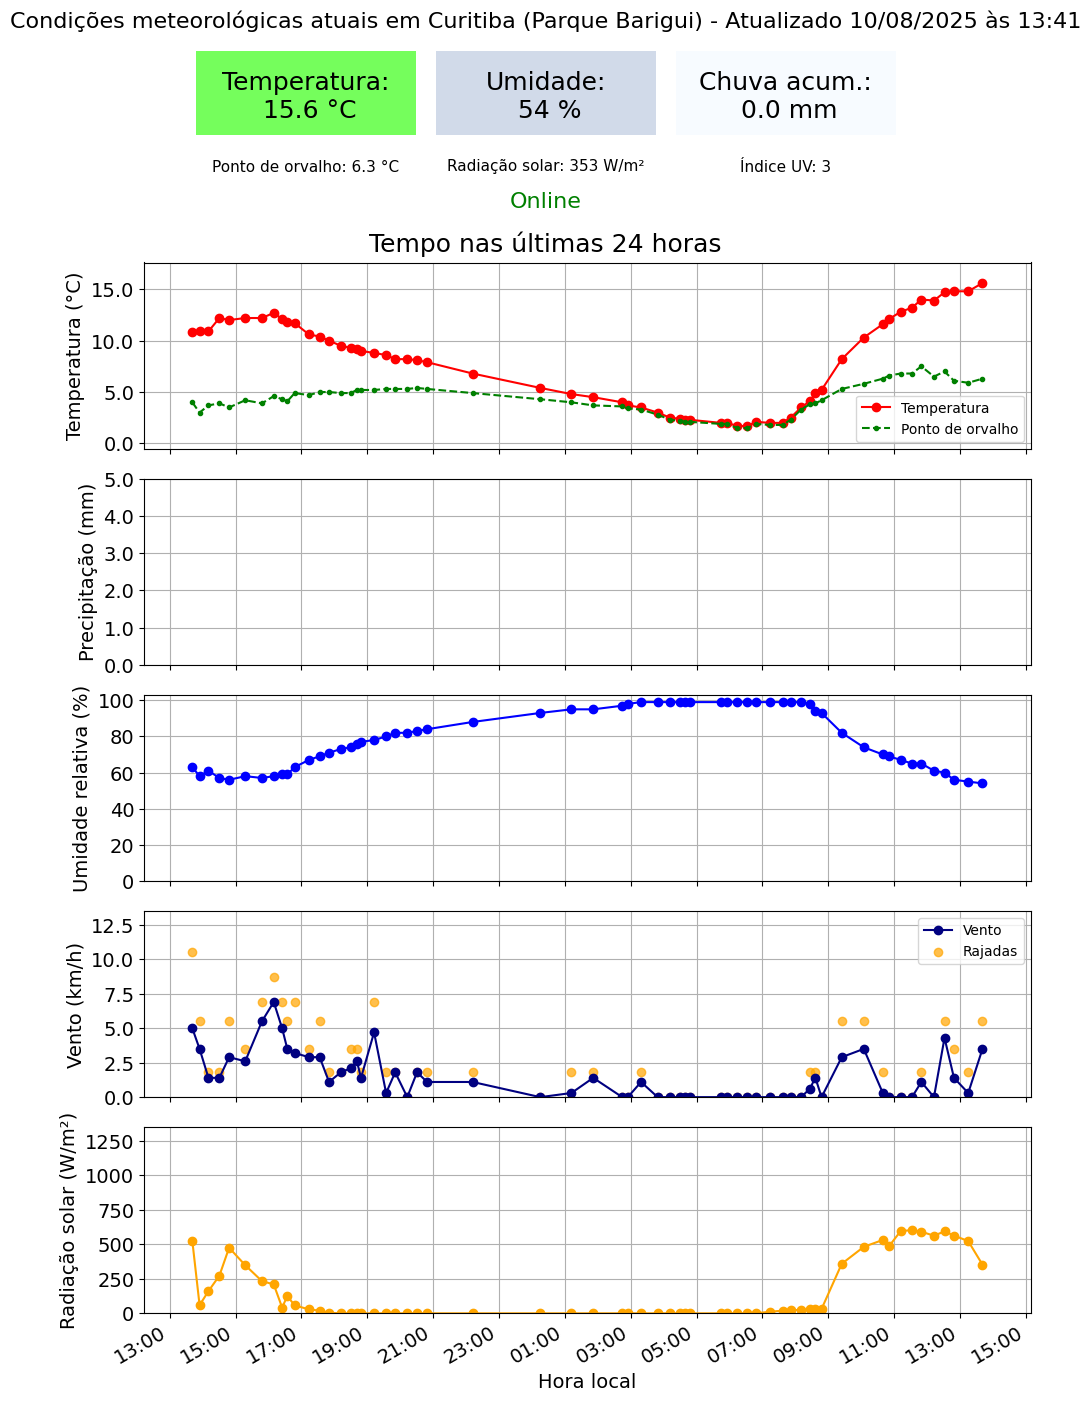 Condições meteorológicas atuais em Curitiba (Parque Barigui) - Atualizado 10/08/2025 às 13:41
Temperatura:
15.6 °C
Umidade:
54 %
Chuva acum.:
0.0 mm
Ponto de orvalho: 6.3 °C
Radiação solar: 353 W/m²
Índice UV: 3
Online
Tempo nas últimas 24 horas
Temperatura (°C)
15.0
10.0
5.0
0.0
Temperatura
Ponto de orvalho
Precipitação (mm)
5.0
4.0
3.0
2.0
1.0
0.0
Umidade relativa (%)
100
80
60
40
20
0
Vento (km/h)
12.5
10.0
7.5
5.0
2.5
0.0
Vento
Rajadas
Radiação solar (W/m²)
1250
1000
750
500
250
0
13:00
15:00
17:00
19:00
21:00
23:00
01:00
03:00
05:00
07:00
09:00
11:00
13:00
15:00
Hora local